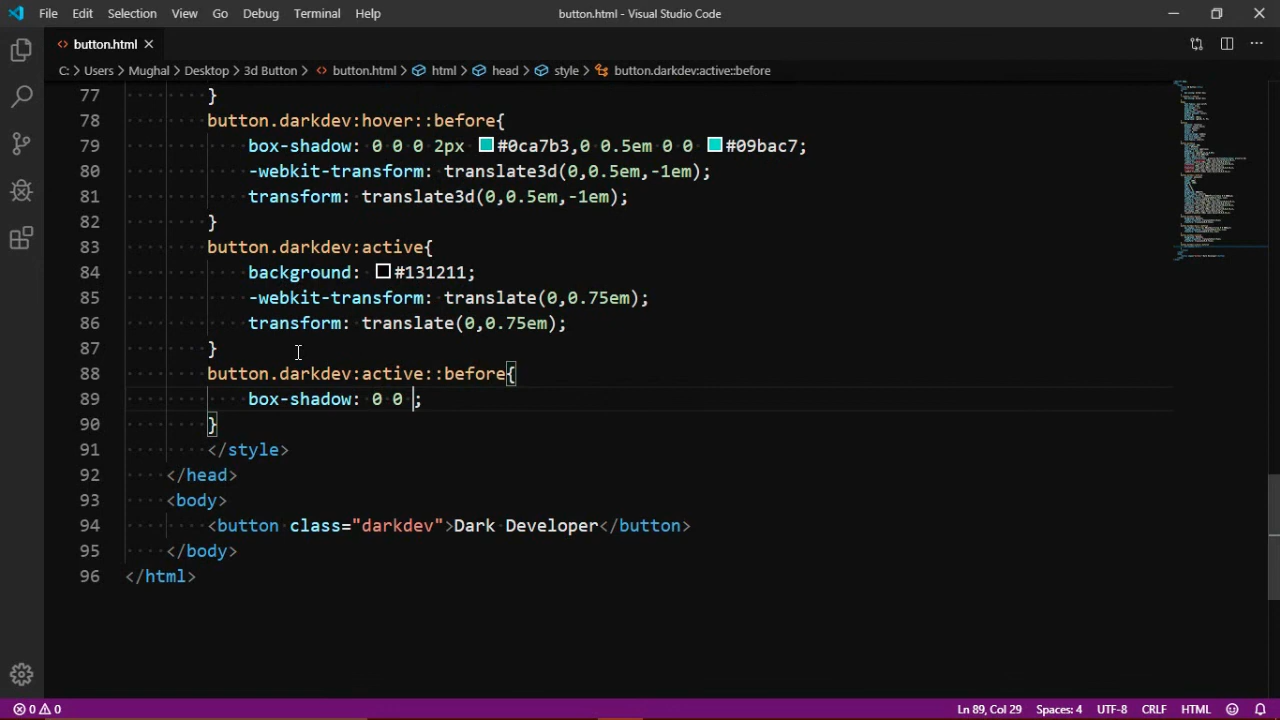 File Edit Selection View Go Debug Terminal Help button.html - Visual Studio Code
button.html
C: > Users > Mughal > Desktop > 3d Button > button.html > html > head > style > button.darkdev:active::before
77 }
78 button.darkdev:hover::before{
79 box-shadow: 0 0 0 2px #0ca7b3,0 0.5em 0 0 #09bac7;
80 -webkit-transform: translate3d(0,0.5em,-1em);
81 transform: translate3d(0,0.5em,-1em);
82 }
83 button.darkdev:active{
84 background: #131211;
85 -webkit-transform: translate(0,0.75em);
86 transform: translate(0,0.75em);
87 }
88 button.darkdev:active::before{
89 box-shadow: 0 0 ;
90 }
91 </style>
92 </head>
93 <body>
94 <button class="darkdev">Dark Developer</button>
95 </body>
96 </html>
0 0 Ln 89, Col 29 Spaces: 4 UTF-8 CRLF HTML